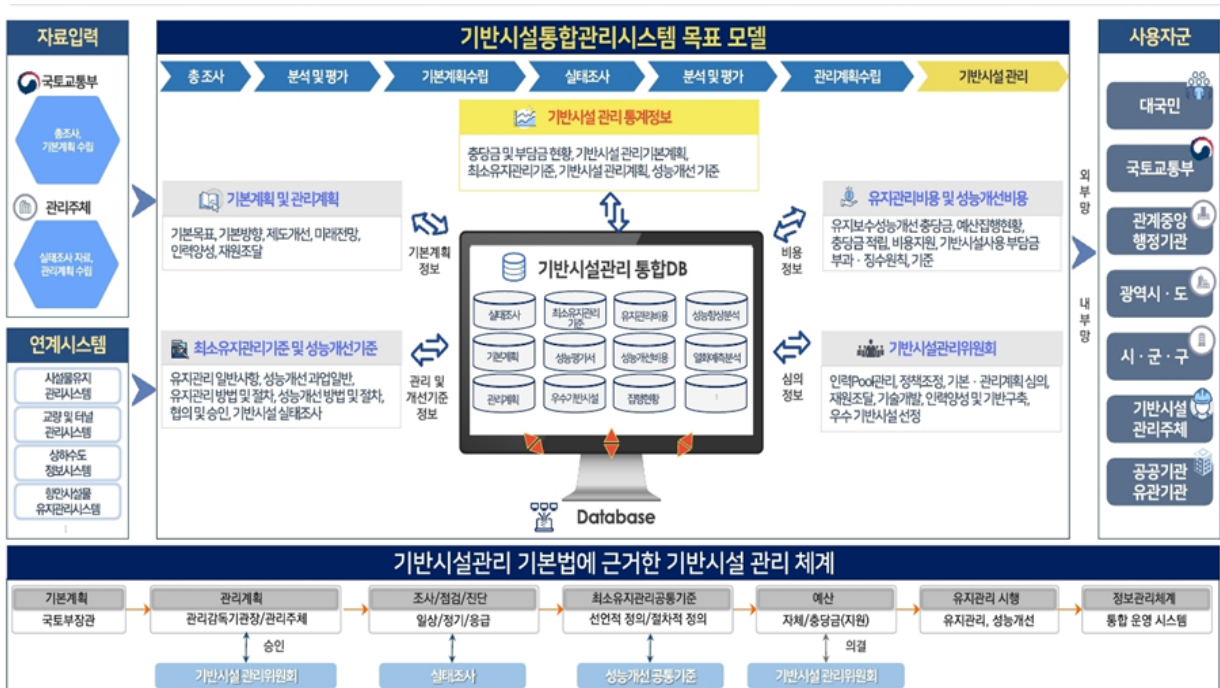 자료입력
국토교통부
총조사,
기본계획 수립
관리주체
실태조사 자료,
관리계획 수립
연계시스템
시설물유지
관리시스템
교량 및 터널
관리시스템
상하수도
정보시스템
항만시설물
유지관리시스템
⁞
기반시설통합관리시스템 목표 모델
총 조사
분석 및 평가
기본계획수립
실태조사
분석 및 평가
관리계획수립
기반시설 관리
기반시설 관리 통계정보
충당금 및 부담금 현황, 기반시설 관리기본계획,
최소유지관리기준, 기반시설 관리계획, 성능개선 기준
기본계획 및 관리계획
기본목표, 기본방향, 제도개선, 미래전망,
인력양성, 재원조달
기본계획
정보
유지관리비용 및 성능개선비용
유지보수성능개선 충당금, 예산집행현황,
충당금 적립, 비용지원, 기반시설사용 부담금
부과 · 징수원칙, 기준
비용
정보
최소유지관리기준 및 성능개선기준
유지관리 일반사항, 성능개선 과업일반,
유지관리 방법 및 절차, 성능개선 방법 및 절차,
협의 및 승인, 기반시설 실태조사
관리 및
개선기준
정보
기반시설관리위원회
인력Pool관리, 정책조정, 기본 · 관리계획 심의,
재원조달, 기술개발, 인력양성 및 기반구축,
우수 기반시설 선정
심의
정보
기반시설관리 통합DB
실태조사
최소유지관리
기준
유지관리비용
성능향상분석
기본계획
성능평가서
성능개선비용
열화예측분석
관리계획
우수기반시설
집행현황
⁞
Database
외부망
내부망
사용자군
대국민
국토교통부
관계중앙
행정기관
광역시 · 도
시 · 군 · 구
기반시설
관리주체
공공기관
유관기관
기반시설관리 기본법에 근거한 기반시설 관리 체계
기본계획
국토부장관
관리계획
관리감독기관장/관리주체
승인
기반시설 관리위원회
조사/점검/진단
일상/정기/응급
실태조사
최소유지관리공통기준
선언적 정의/절차적 정의
성능개선 공통기준
예산
자체/충당금(지원)
의결
기반시설 관리위원회
유지관리 시행
유지관리, 성능개선
정보관리체계
통합 운영 시스템